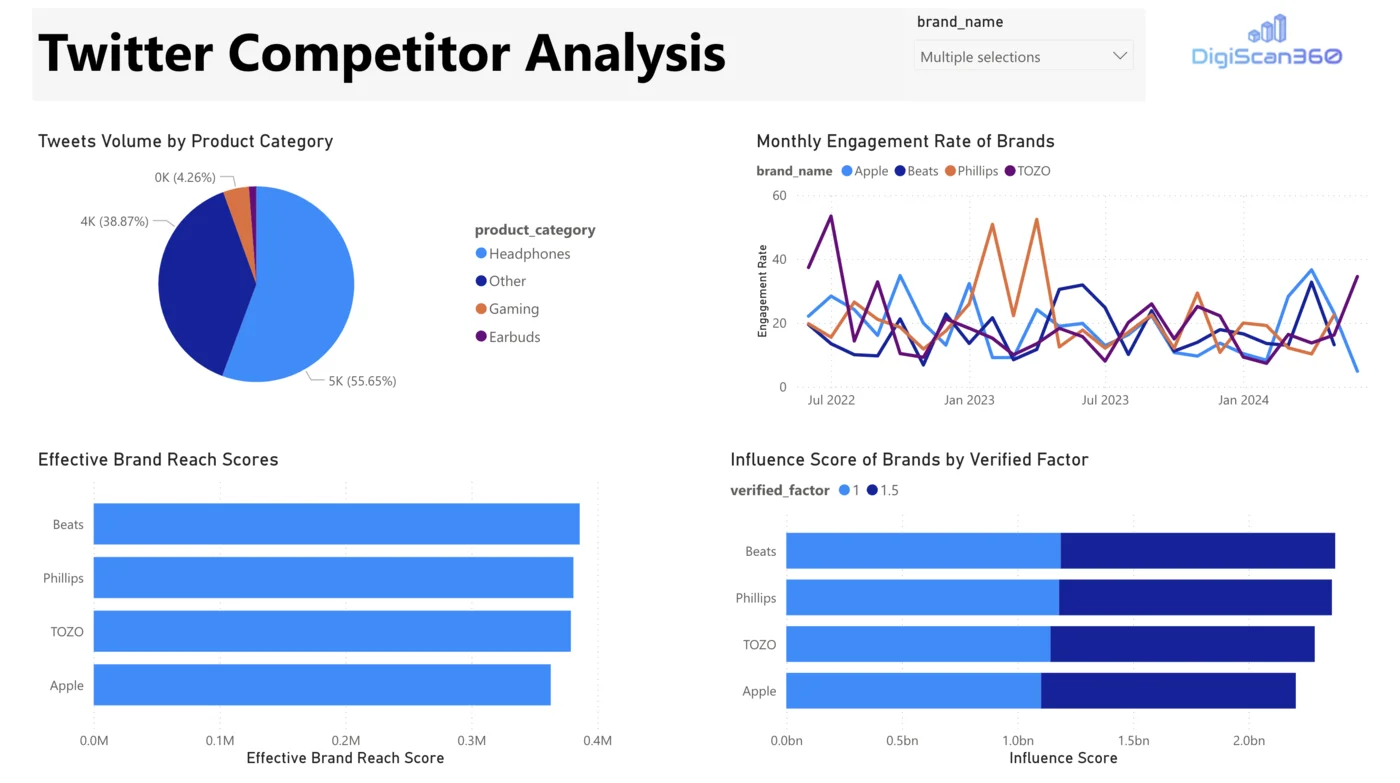 Twitter Competitor Analysis
brand_name
Multiple selections
DigiScan360
Tweets Volume by Product Category
0K (4.26%)
4K (38.87%)
5K (55.65%)
product_category
Headphones
Other
Gaming
Earbuds
Monthly Engagement Rate of Brands
brand_name Apple Beats Phillips TOZO
Engagement Rate
60
40
20
0
Jul 2022 Jan 2023 Jul 2023 Jan 2024
Effective Brand Reach Scores
Beats
Phillips
TOZO
Apple
0.0M 0.1M 0.2M 0.3M 0.4M
Effective Brand Reach Score
Influence Score of Brands by Verified Factor
verified_factor 1 1.5
Beats
Phillips
TOZO
Apple
0.0bn 0.5bn 1.0bn 1.5bn 2.0bn
Influence Score